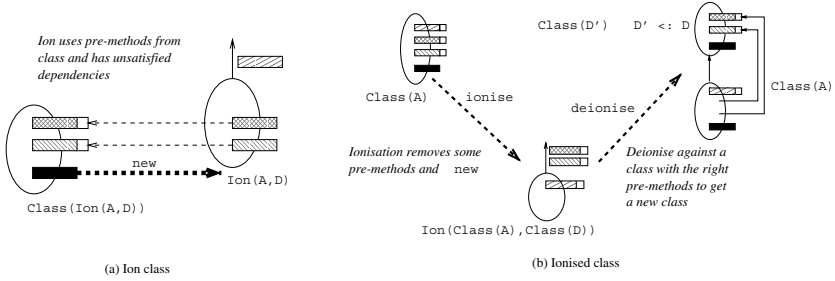 Ion uses pre-methods from
class and has unsatisfied
dependencies
new
Ion(A,D)
Class(Ion(A,D))
(a) Ion class
Class(D') D' <: D
Class(A)
ionise
deionise
Class(A)
Ionisation removes some
pre-methods and new
Deionise against a
class with the right
pre-methods to get
a new class
Ion(Class(A),Class(D))
(b) Ionised class